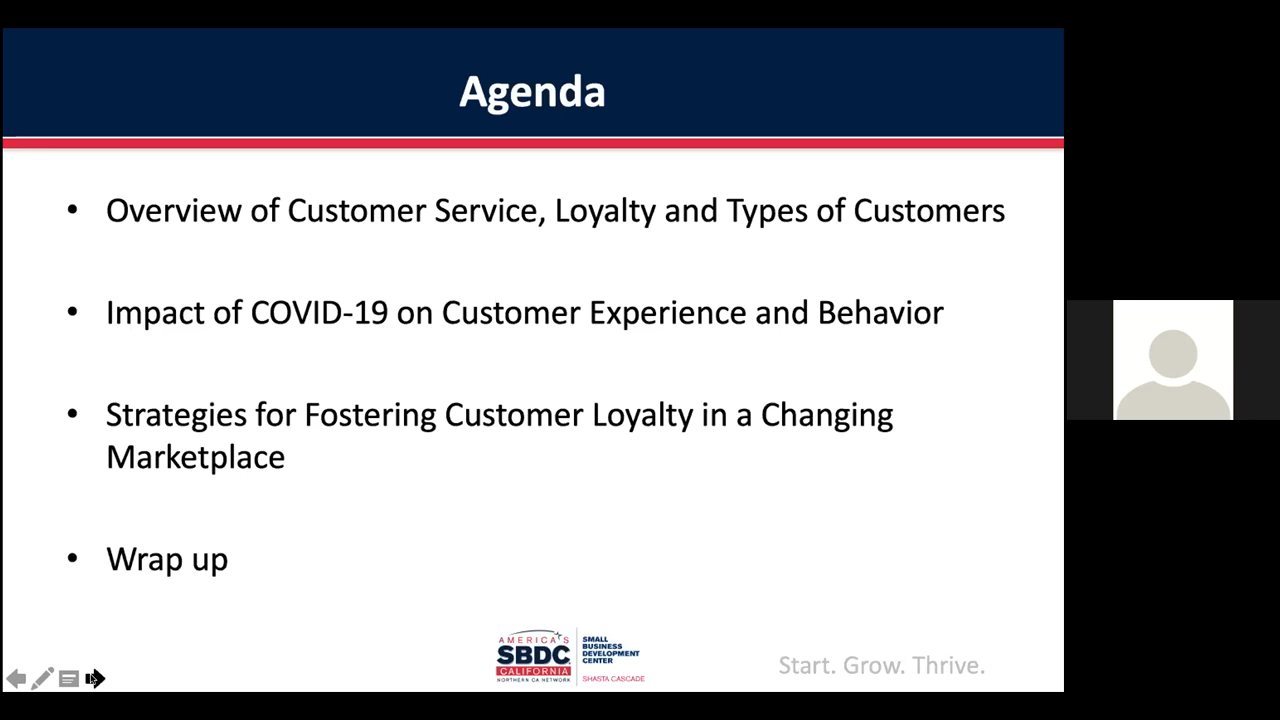 Agenda
• Overview of Customer Service, Loyalty and Types of Customers
• Impact of COVID-19 on Customer Experience and Behavior
• Strategies for Fostering Customer Loyalty in a Changing
Marketplace
• Wrap up
AMERICA'S
SBDC
CALIFORNIA
NORTHERN CA NETWORK
SMALL
BUSINESS
DEVELOPMENT
CENTER
SHASTA CASCADE
Start. Grow. Thrive.